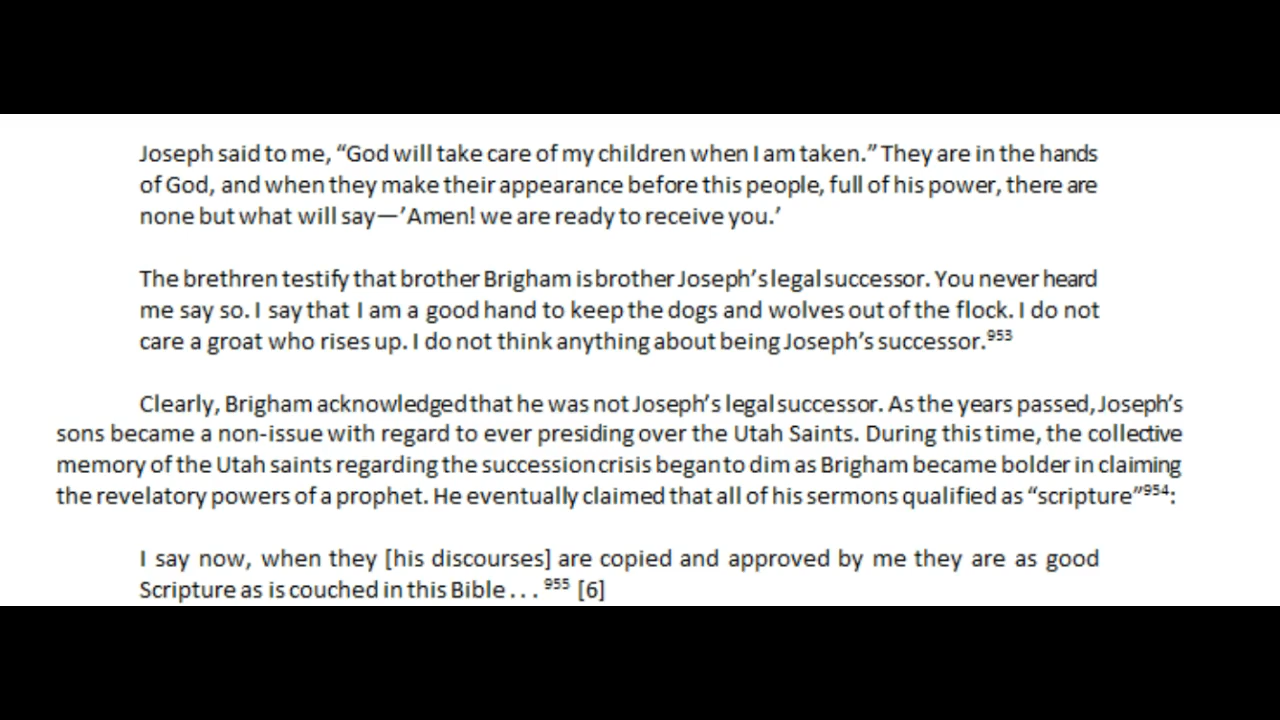 Joseph said to me, “God will take care of my children when I am taken.” They are in the hands
of God, and when they make their appearance before this people, full of his power, there are
none but what will say—’Amen! we are ready to receive you.’
The brethren testify that brother Brigham is brother Joseph’s legal successor. You never heard
me say so. I say that I am a good hand to keep the dogs and wolves out of the flock. I do not
care a groat who rises up. I do not think anything about being Joseph’s successor.953
Clearly, Brigham acknowledged that he was not Joseph’s legal successor. As the years passed, Joseph’s
sons became a non-issue with regard to ever presiding over the Utah Saints. During this time, the collective
memory of the Utah saints regarding the succession crisis began to dim as Brigham became bolder in claiming
the revelatory powers of a prophet. He eventually claimed that all of his sermons qualified as “scripture”954:
I say now, when they [his discourses] are copied and approved by me they are as good
Scripture as is couched in this Bible . . . 955 [6]